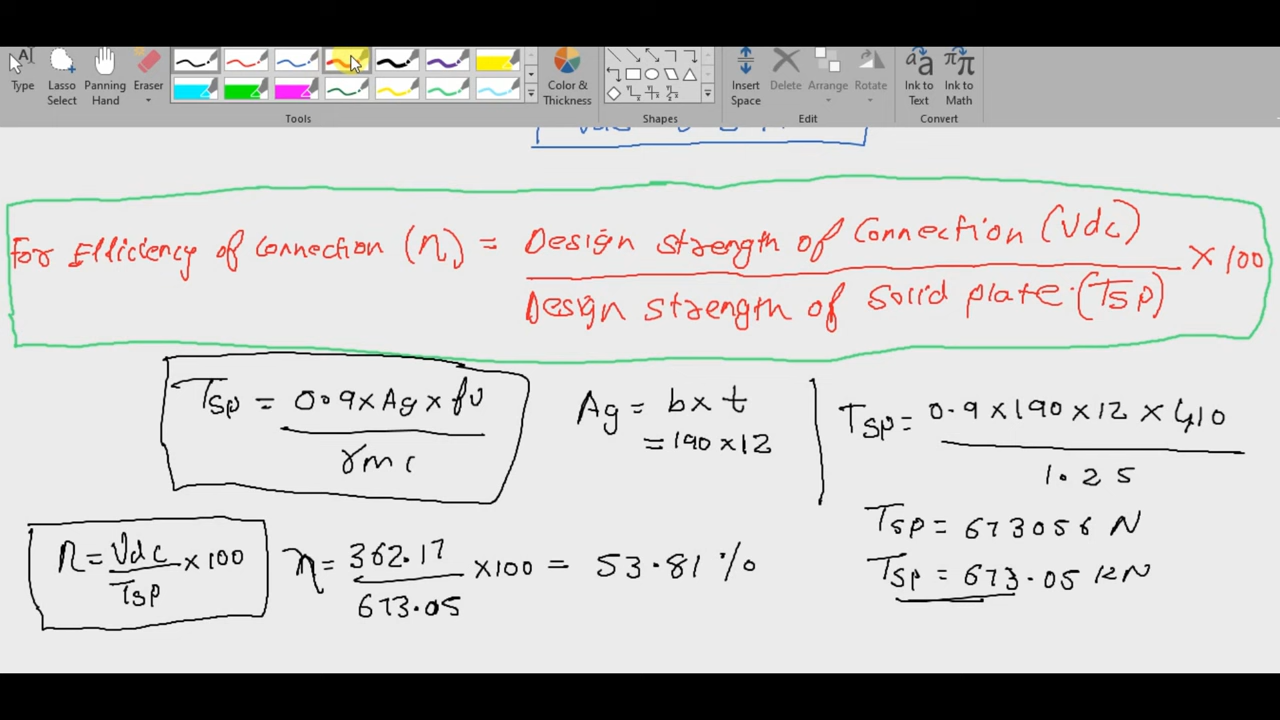 Type
Lasso Select
Panning Hand
Eraser
Color & Thickness
Insert Space
Delete
Arrange
Rotate
Ink to Text
Ink to Math
Tools
Shapes
Edit
Convert
For Efficiency of Connection (η) = Design strength of Connection (Vdc) / Design strength of Solid plate. (Tsp) × 100
Tsp = 0.9 × Ag × fu / γmc
Ag = b × t
= 190 × 12
Tsp = 0.9 × 190 × 12 × 410 / 1.25
Tsp = 673056 N
Tsp = 673.05 kN
η = Vdc / Tsp × 100
η = 362.17 / 673.05 × 100 = 53.81 %